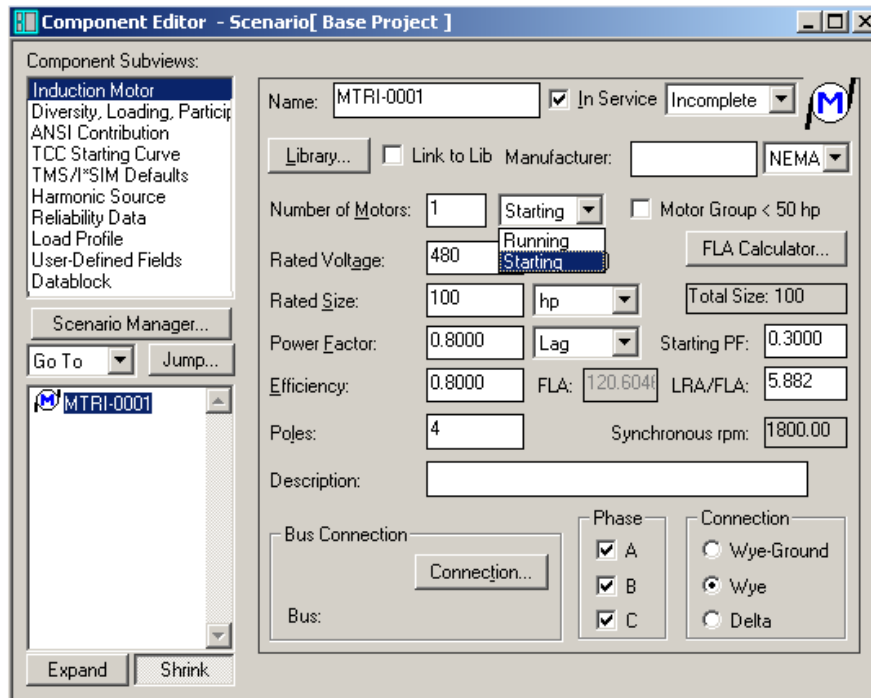 Component Editor - Scenario[ Base Project ]
Component Subviews:
Induction Motor
Diversity, Loading, Particip
ANSI Contribution
TCC Starting Curve
TMS/I*SIM Defaults
Harmonic Source
Reliability Data
Load Profile
User-Defined Fields
Datablock
Scenario Manager...
Go To Jump...
MTRI-0001
Expand Shrink
Name: MTRI-0001 In Service Incomplete M
Library... Link to Lib Manufacturer: NEMA
Number of Motors: 1 Starting Motor Group < 50 hp
Running
Starting
Rated Voltage: 480 FLA Calculator...
Rated Size: 100 hp Total Size: 100
Power Factor: 0.8000 Lag Starting PF: 0.3000
Efficiency: 0.8000 FLA: 120.6046 LRA/FLA: 5.882
Poles: 4 Synchronous rpm: 1800.00
Description:
Bus Connection
Connection...
Bus:
Phase
A
B
C
Connection
Wye-Ground
Wye
Delta